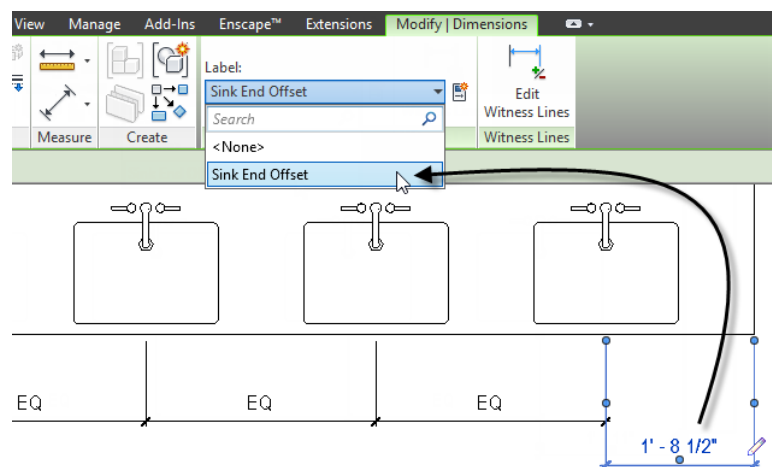 View Manage Add-Ins Enscape™ Extensions Modify | Dimensions
Label:
Sink End Offset
Search
<None>
Sink End Offset
Edit
Witness Lines
Measure Create Witness Lines
EQ EQ EQ
1' - 8 1/2"